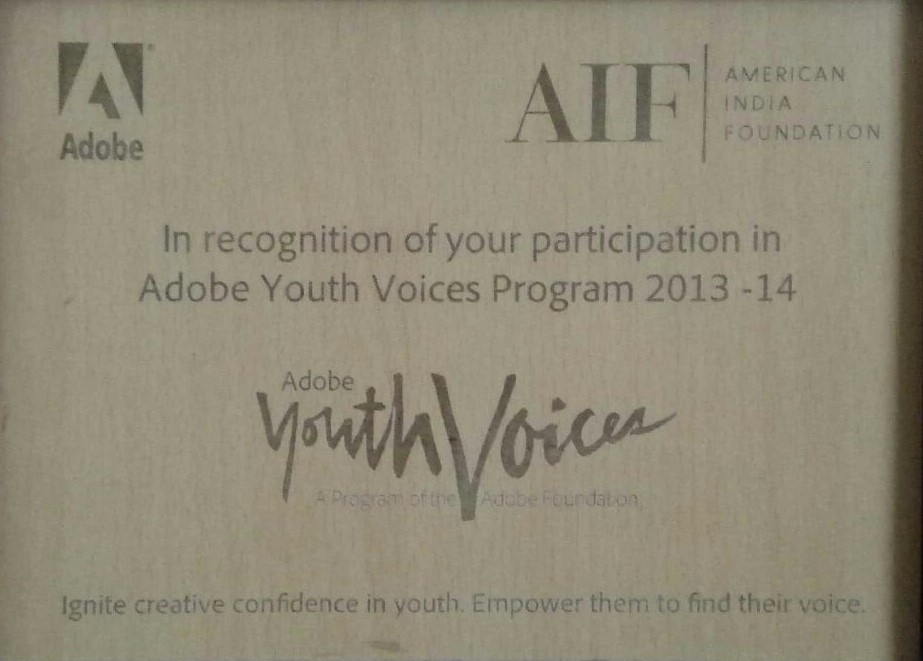 Adobe
AIF
AMERICAN
INDIA
FOUNDATION
In recognition of your participation in
Adobe Youth Voices Program 2013 -14
Adobe
Youth Voices
A Program of the Adobe Foundation
Ignite creative confidence in youth. Empower them to find their voice.